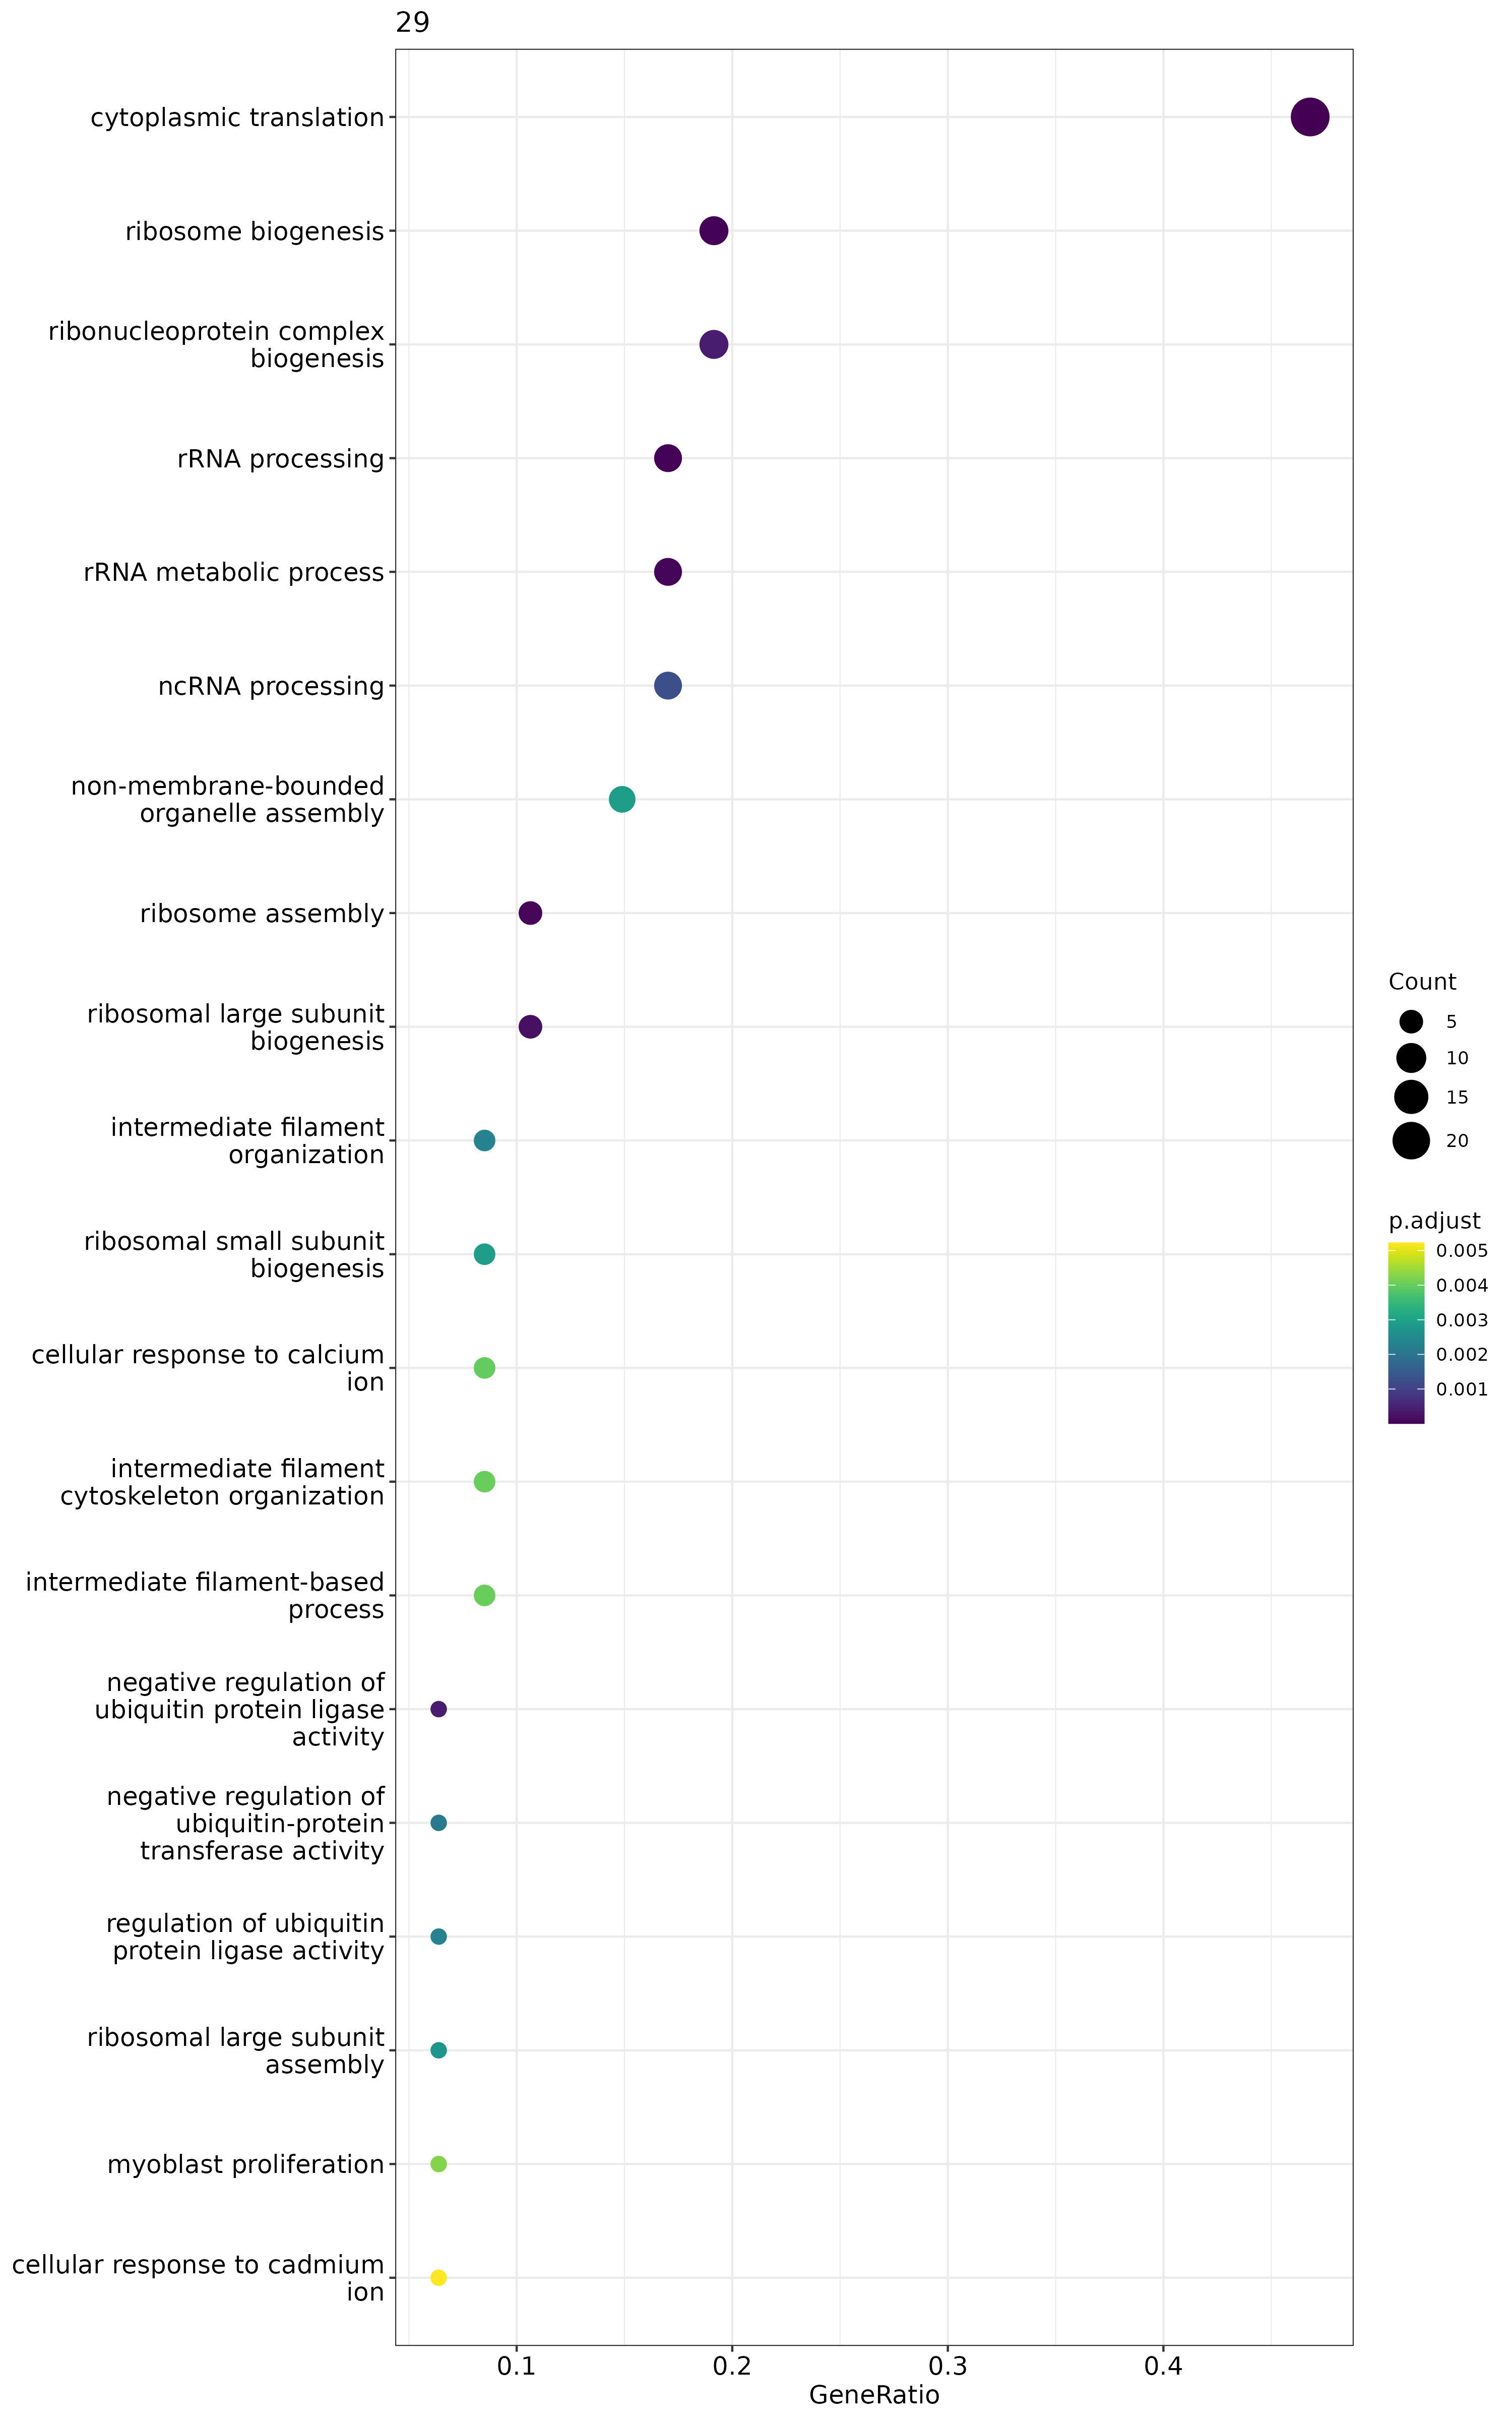 29
cytoplasmic translation
ribosome biogenesis
ribonucleoprotein complex
biogenesis
rRNA processing
rRNA metabolic process
ncRNA processing
non-membrane-bounded
organelle assembly
ribosome assembly
ribosomal large subunit
biogenesis
intermediate filament
organization
ribosomal small subunit
biogenesis
cellular response to calcium
ion
intermediate filament
cytoskeleton organization
intermediate filament-based
process
negative regulation of
ubiquitin protein ligase
activity
negative regulation of
ubiquitin-protein
transferase activity
regulation of ubiquitin
protein ligase activity
ribosomal large subunit
assembly
myoblast proliferation
cellular response to cadmium
ion
0.1 0.2 0.3 0.4
GeneRatio
Count
5
10
15
20
p.adjust
0.005
0.004
0.003
0.002
0.001